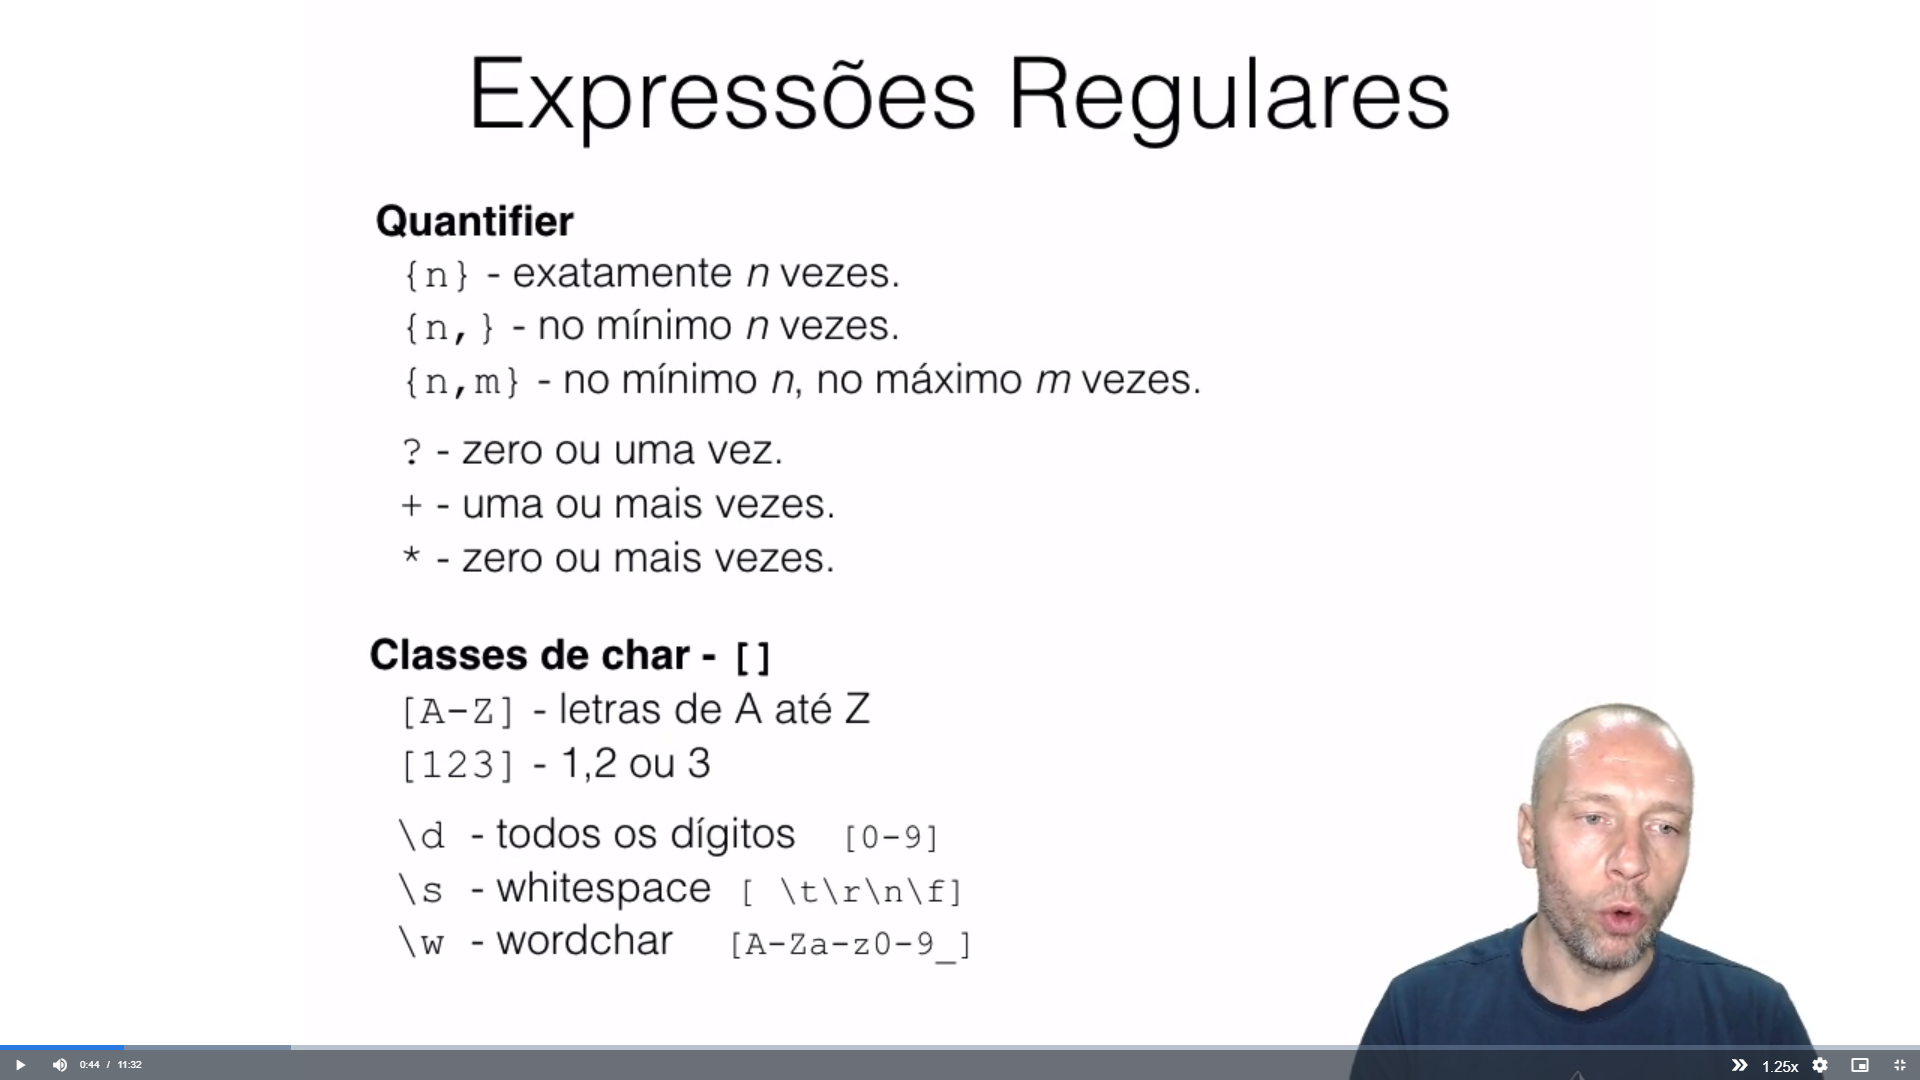 Expressões Regulares
Quantifier
{n} - exatamente n vezes.
{n,} - no mínimo n vezes.
{n,m} - no mínimo n, no máximo m vezes.
? - zero ou uma vez.
+ - uma ou mais vezes.
* - zero ou mais vezes.
Classes de char - []
[A-Z] - letras de A até Z
[123] - 1,2 ou 3
\d - todos os dígitos [0-9]
\s - whitespace [ \t\r\n\f]
\w - wordchar [A-Za-z0-9_]
0:44 / 11:32
1.25x